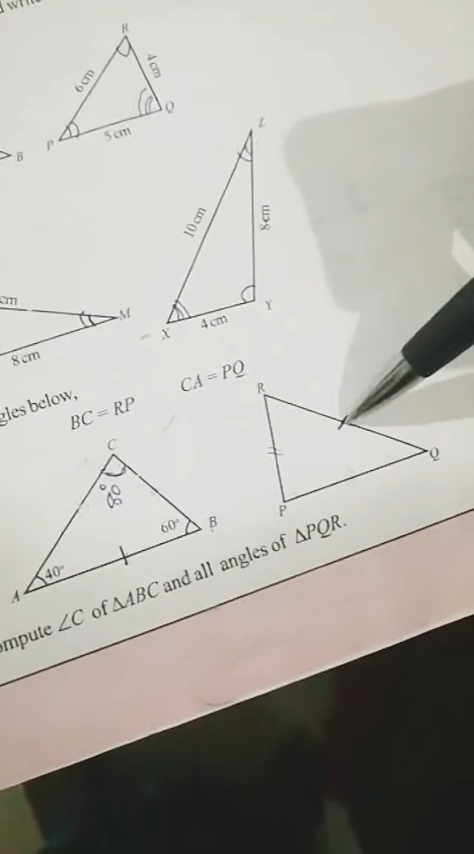 R
6 cm
4 cm
P
5 cm
Q
B
Z
10 cm
8 cm
X
4 cm
Y
cm
M
8 cm
gles below,
BC = RP
CA = PQ
C
80
60°
B
A
40°
R
Q
P
mpute ∠C of ΔABC and all angles of ΔPQR.